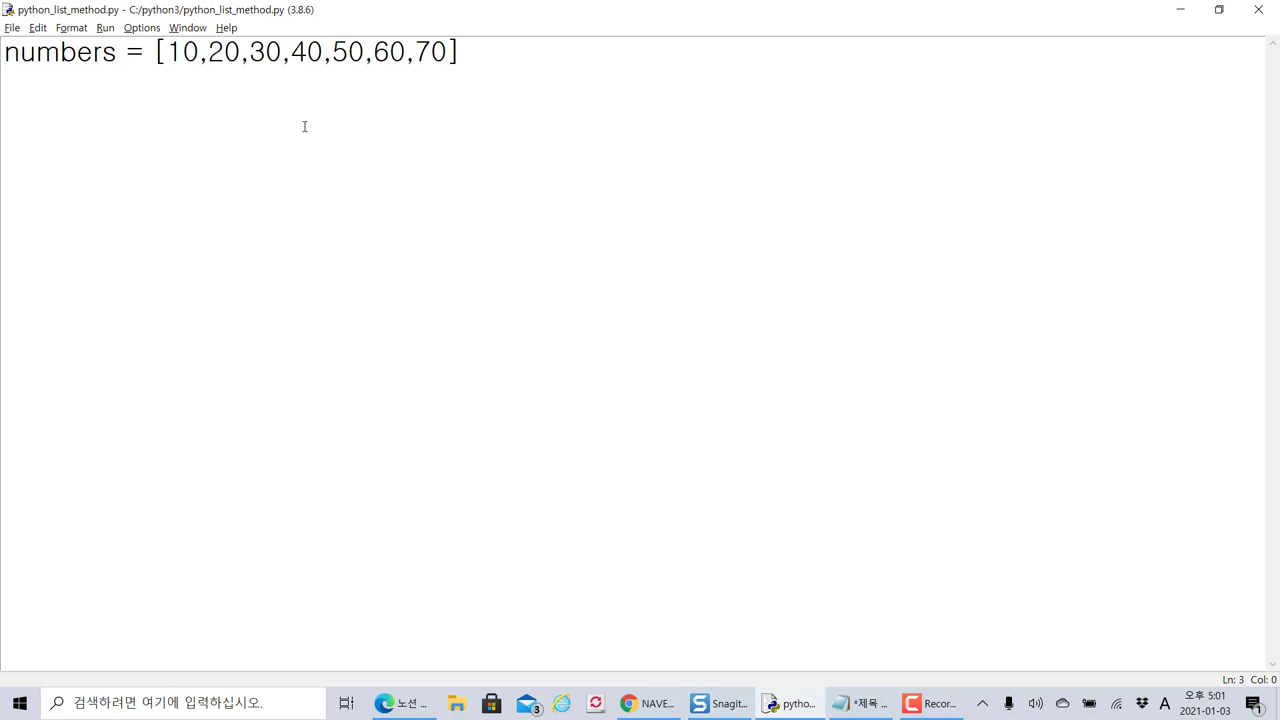 python_list_method.py - C:/python3/python_list_method.py (3.8.6)
File Edit Format Run Options Window Help
numbers = [10,20,30,40,50,60,70]
Ln: 3 Col: 0
검색하려면 여기에 입력하십시오.
3
노션 ...
NAVE...
Snagit...
pytho...
*제목 ...
Recor...
A
오후 5:01
2021-01-03
1